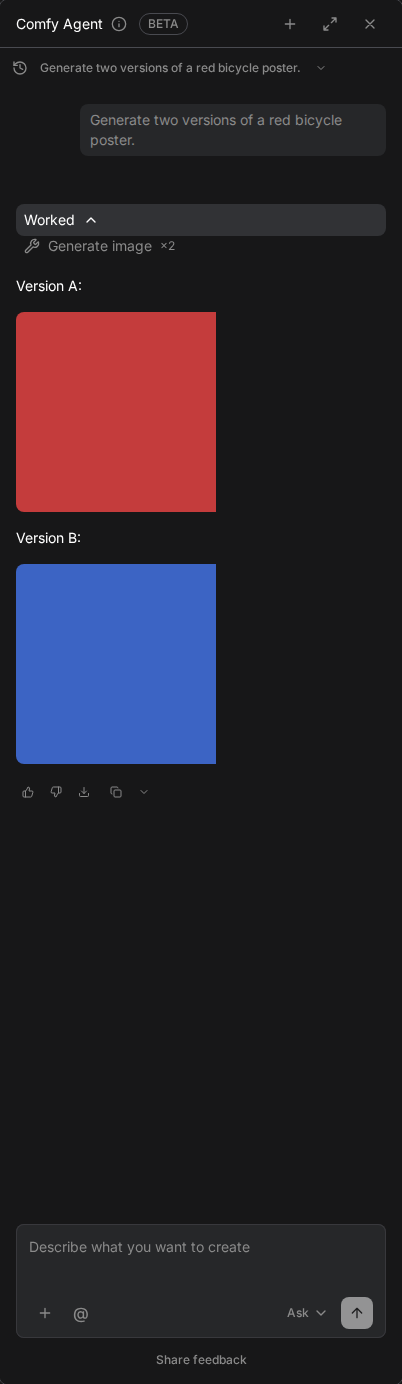 Comfy Agent
BETA
Generate two versions of a red bicycle poster.
Generate two versions of a red bicycle
poster.
Worked
Generate image ×2
Version A:
Version B:
Describe what you want to create
@
Ask
Share feedback